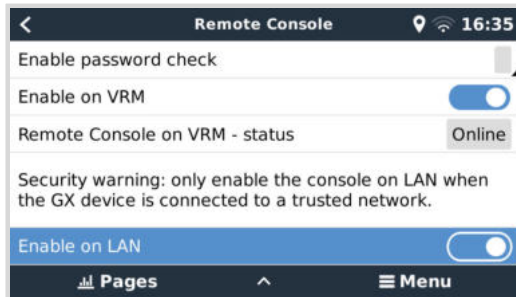 Remote Console 16:35
Enable password check
Enable on VRM
Remote Console on VRM - status Online
Security warning: only enable the console on LAN when
the GX device is connected to a trusted network.
Enable on LAN
Pages Menu